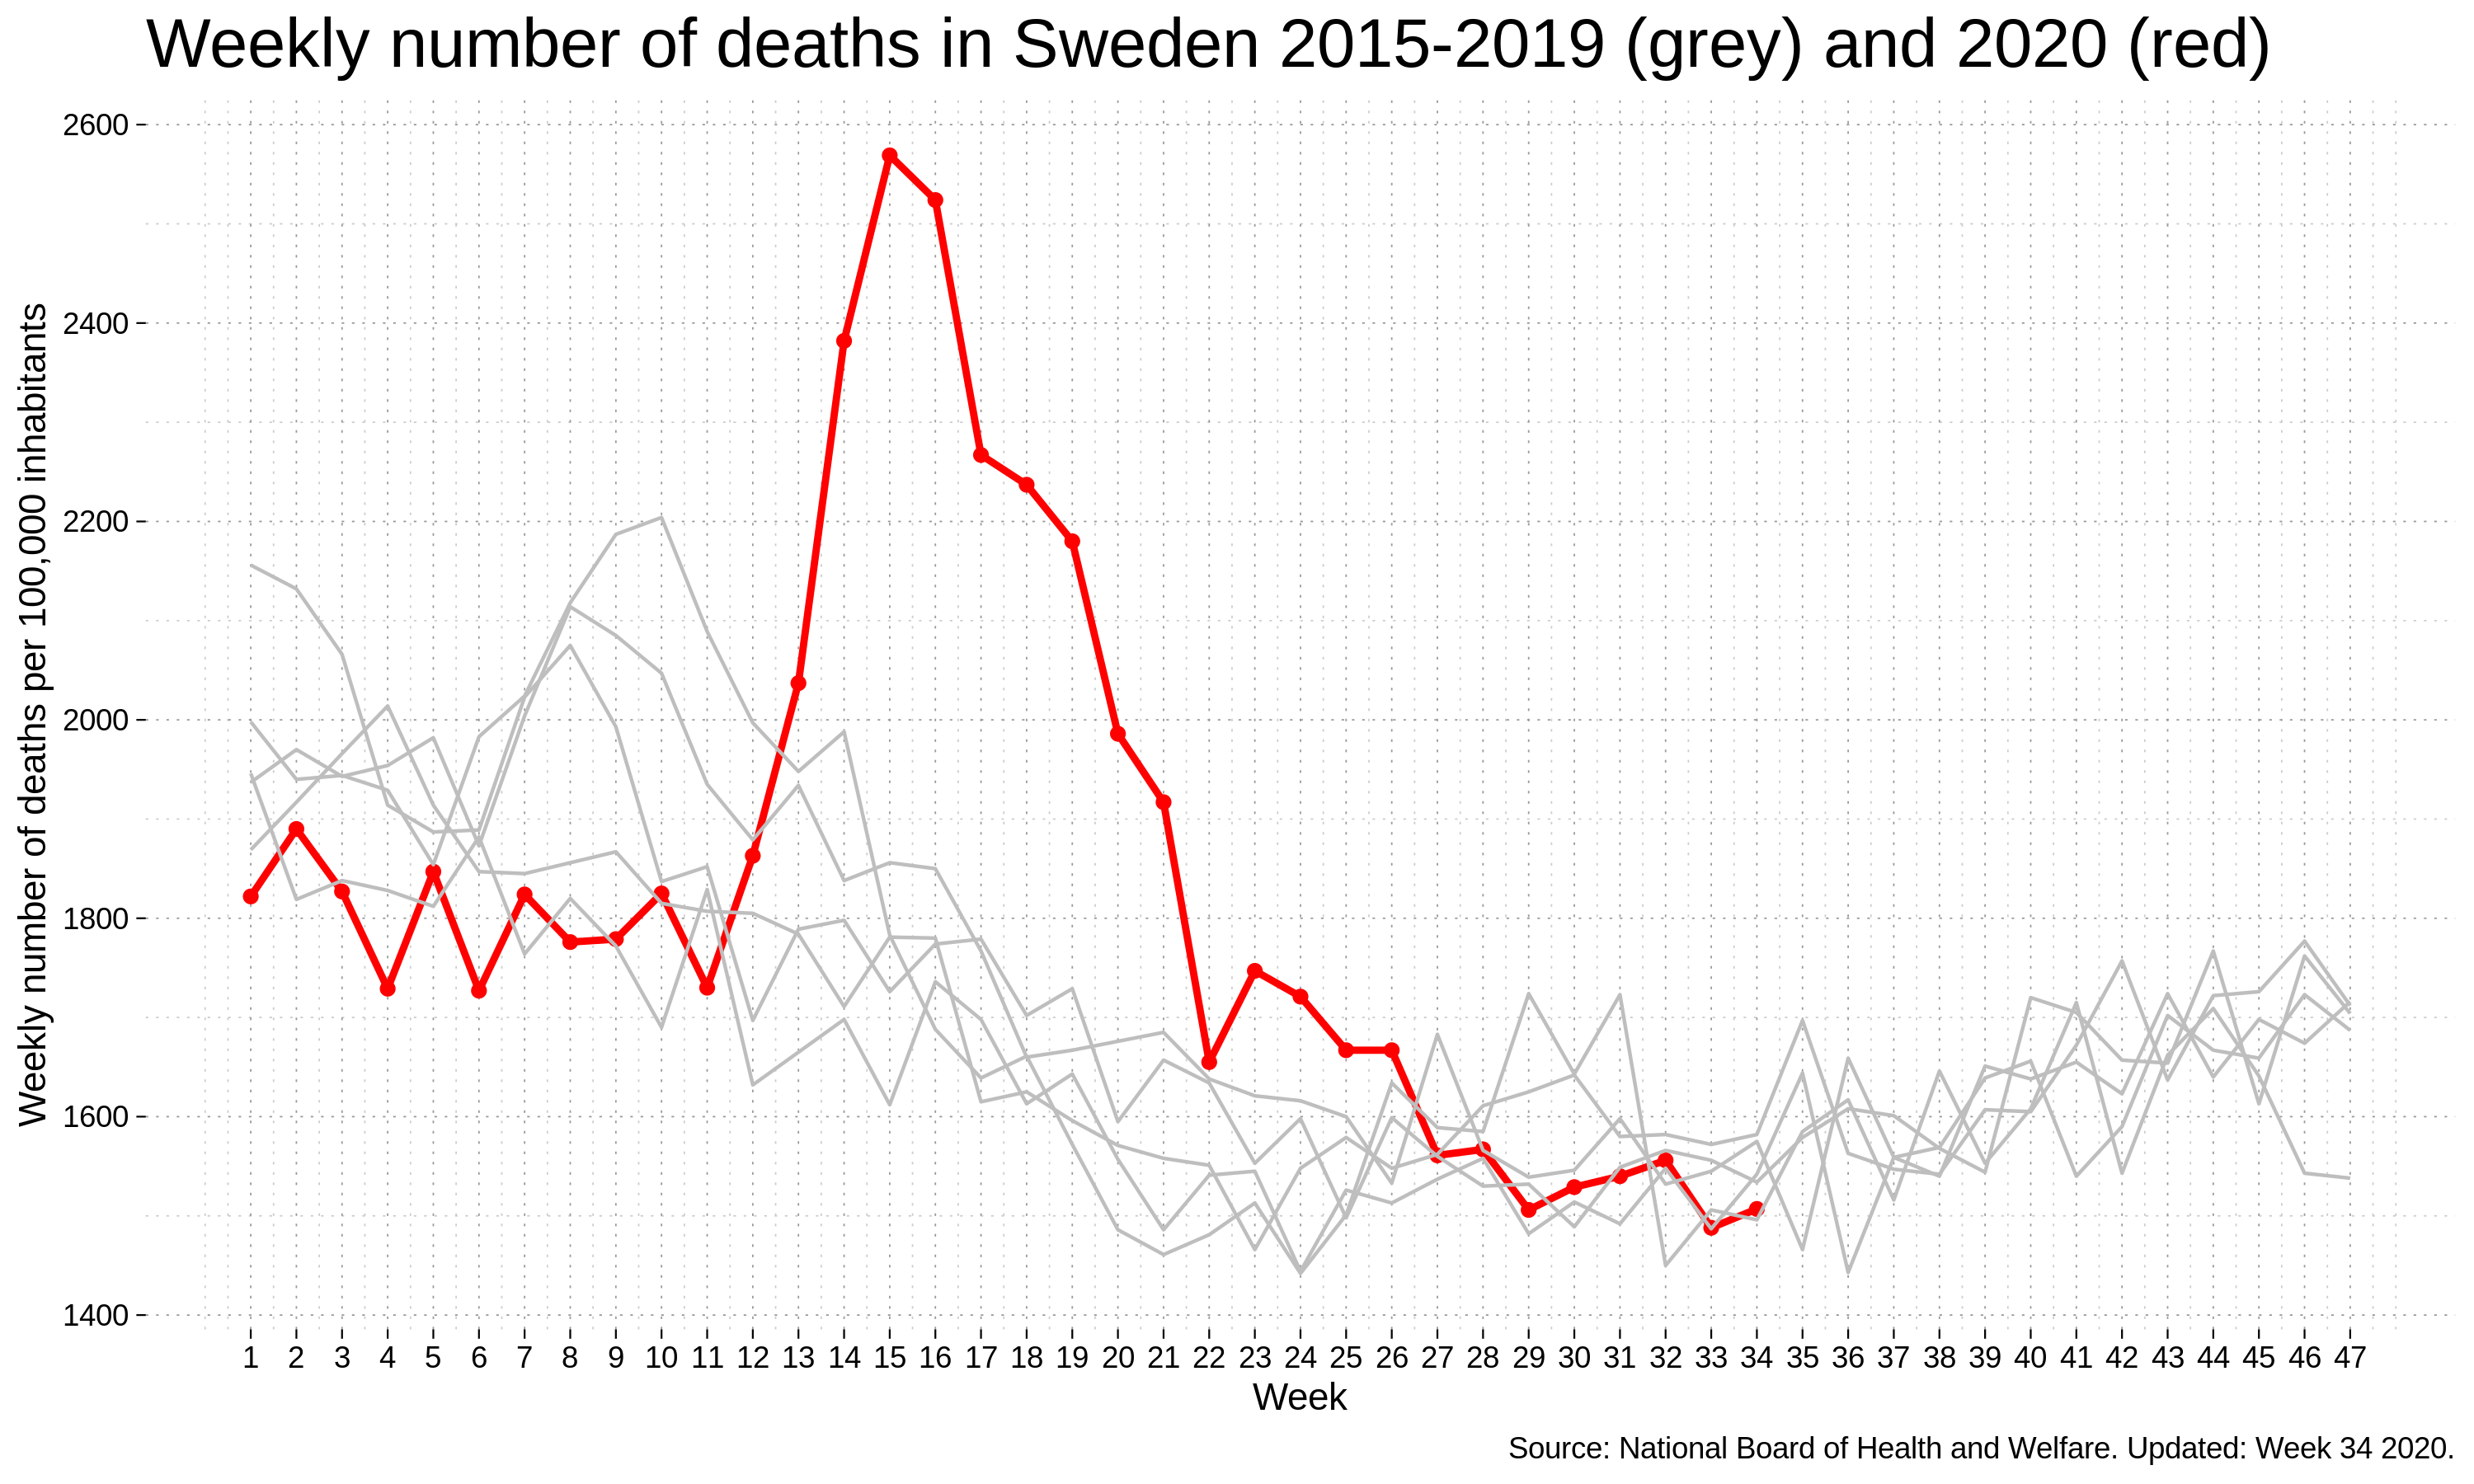 Weekly number of deaths in Sweden 2015-2019 (grey) and 2020 (red)
Weekly number of deaths per 100,000 inhabitants
2600
2400
2200
2000
1800
1600
1400
1 2 3 4 5 6 7 8 9 10 11 12 13 14 15 16 17 18 19 20 21 22 23 24 25 26 27 28 29 30 31 32 33 34 35 36 37 38 39 40 41 42 43 44 45 46 47
Week
Source: National Board of Health and Welfare. Updated: Week 34 2020.